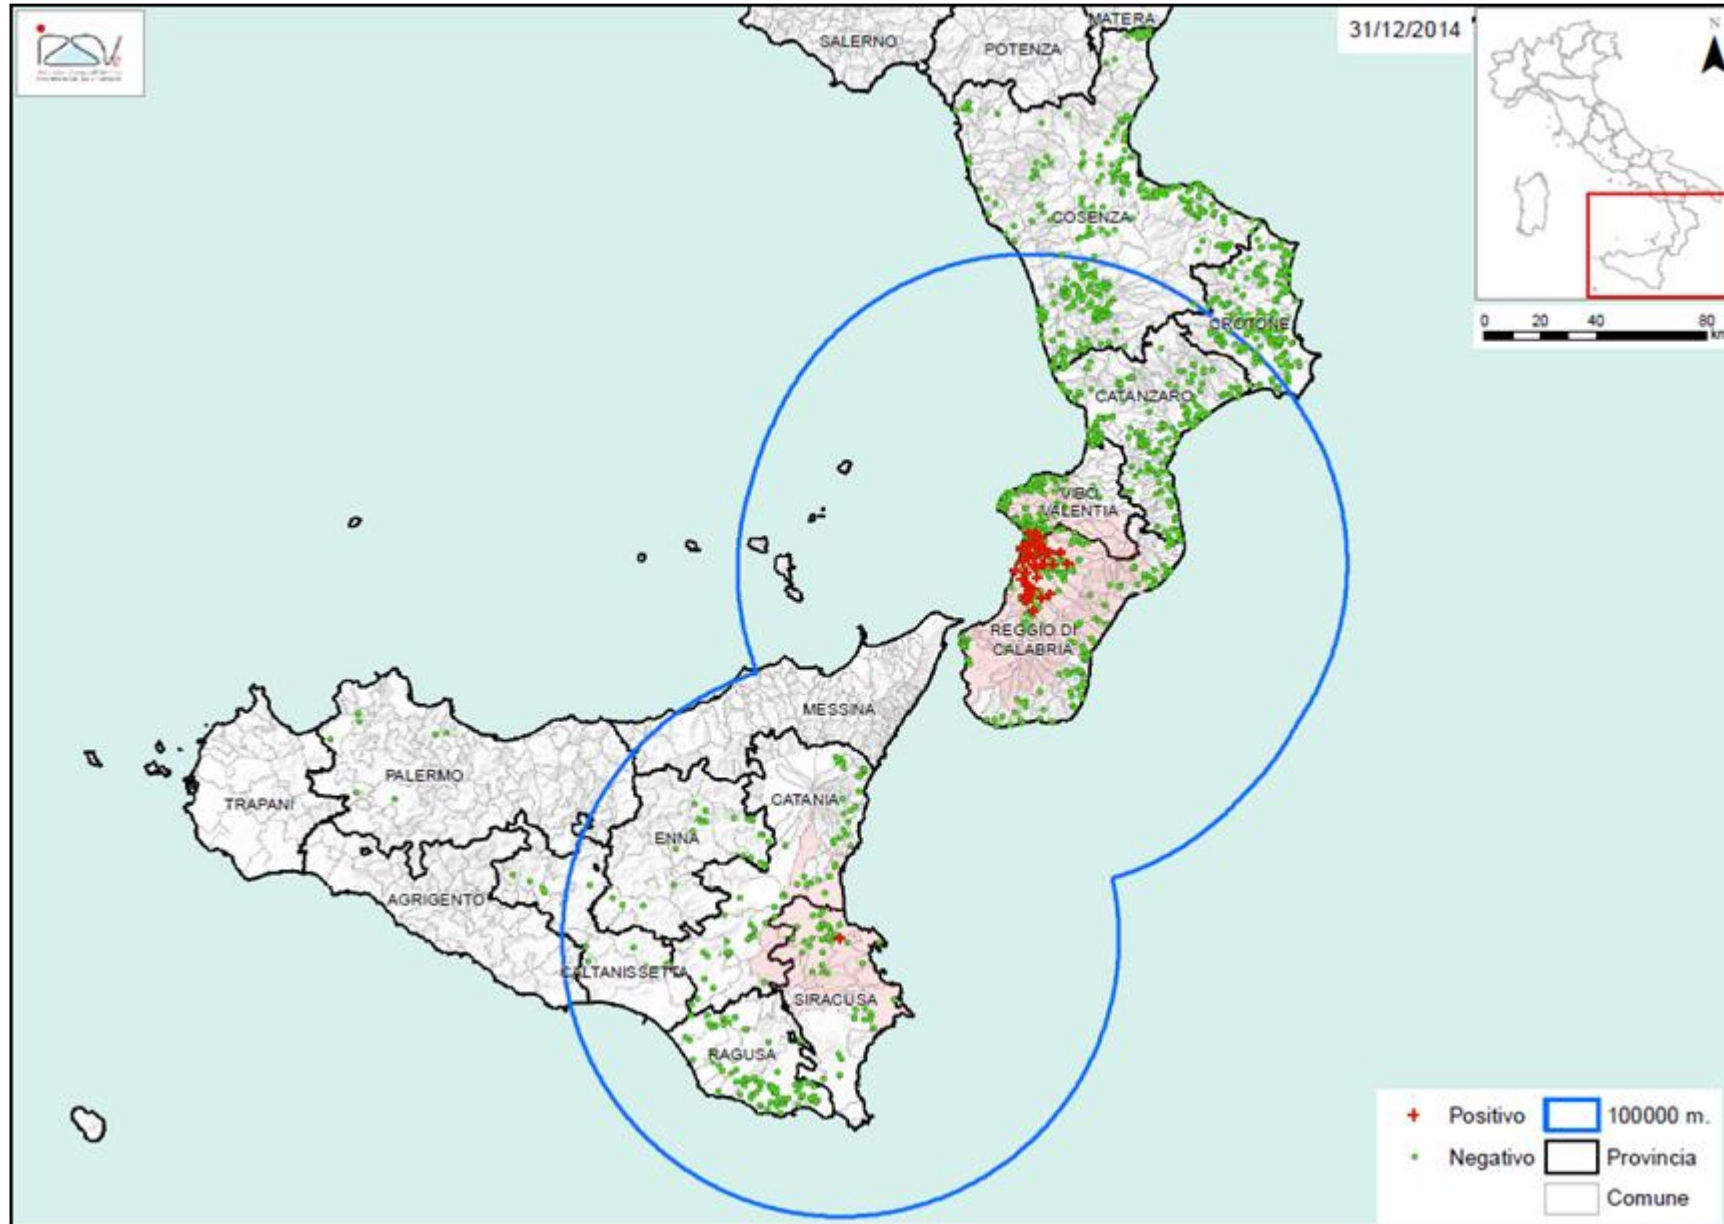 MATERA
SALERNO
POTENZA
31/12/2014
N
COSENZA
CROTONE
0 20 40 80
km
CATANZARO
VIBO
VALENTIA
REGGIO DI
CALABRIA
MESSINA
PALERMO
TRAPANI
CATANIA
ENNA
AGRIGENTO
CALTANISSETTA
SIRACUSA
RAGUSA
Positivo
100000 m.
Negativo
Provincia
Comune